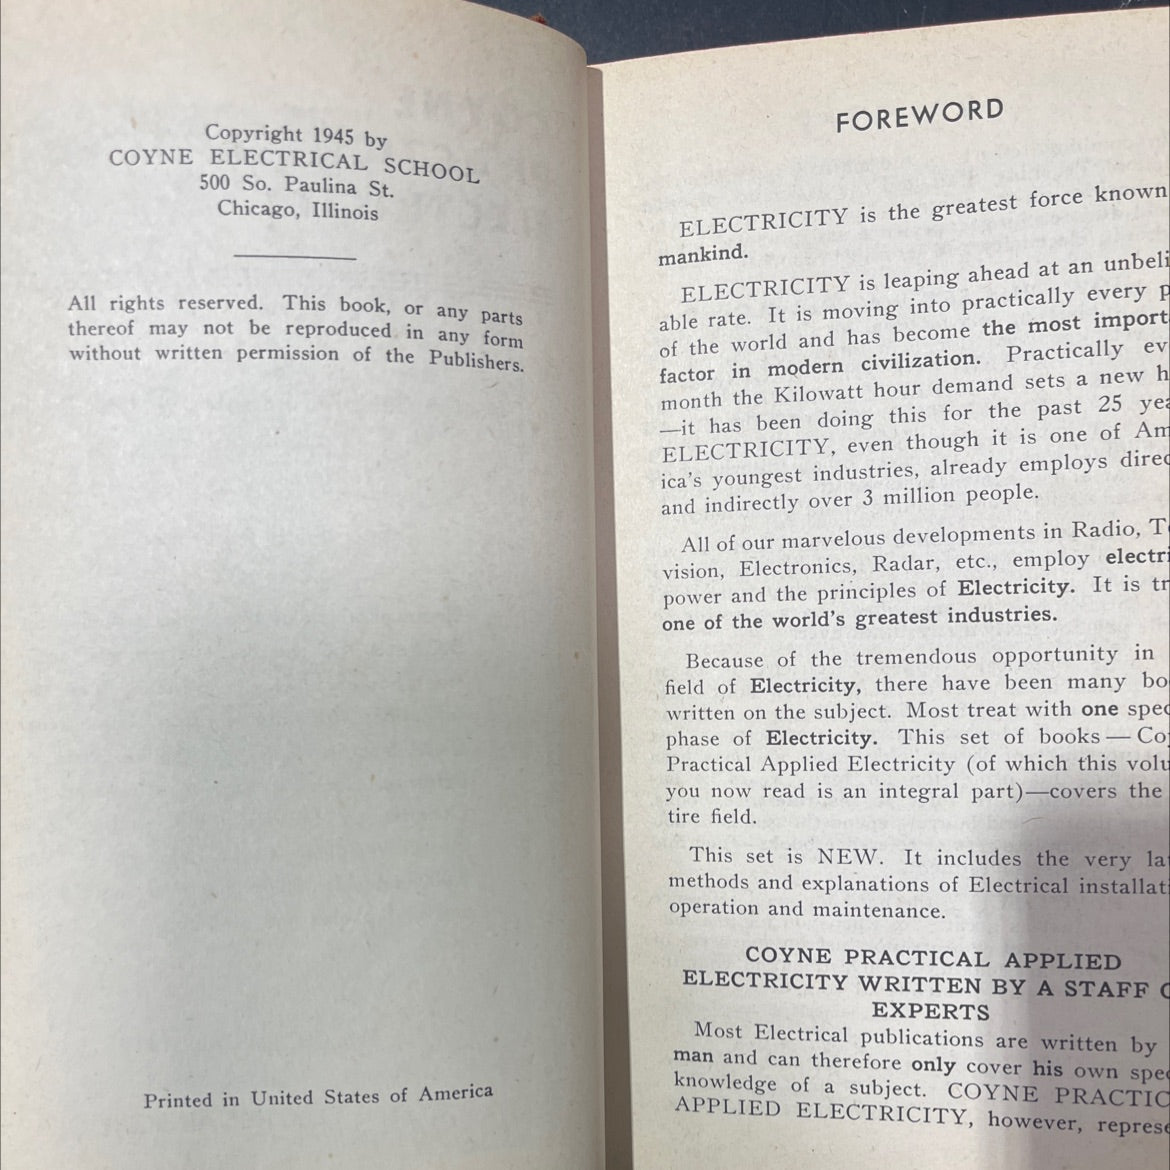 Copyright 1945 by
COYNE ELECTRICAL SCHOOL
500 So. Paulina St.
Chicago, Illinois
All rights reserved. This book, or any parts
thereof may not be reproduced in any form
without written permission of the Publishers.
Printed in United States of America
FOREWORD
ELECTRICITY is the greatest force known
mankind.
ELECTRICITY is leaping ahead at an unbeli
able rate. It is moving into practically every p
of the world and has become the most import
factor in modern civilization. Practically ev
month the Kilowatt hour demand sets a new h
—it has been doing this for the past 25 yea
ELECTRICITY, even though it is one of Am
ica's youngest industries, already employs direc
and indirectly over 3 million people.
All of our marvelous developments in Radio, T
vision, Electronics, Radar, etc., employ electri
power and the principles of Electricity. It is tr
one of the world's greatest industries.
Because of the tremendous opportunity in
field of Electricity, there have been many bo
written on the subject. Most treat with one spec
phase of Electricity. This set of books — Co
Practical Applied Electricity (of which this volu
you now read is an integral part)—covers the
tire field.
This set is NEW. It includes the very la
methods and explanations of Electrical installati
operation and maintenance.
COYNE PRACTICAL APPLIED
ELECTRICITY WRITTEN BY A STAFF O
EXPERTS
Most Electrical publications are written by
man and can therefore only cover his own spec
knowledge of a subject. COYNE PRACTIC
APPLIED ELECTRICITY, however, represe